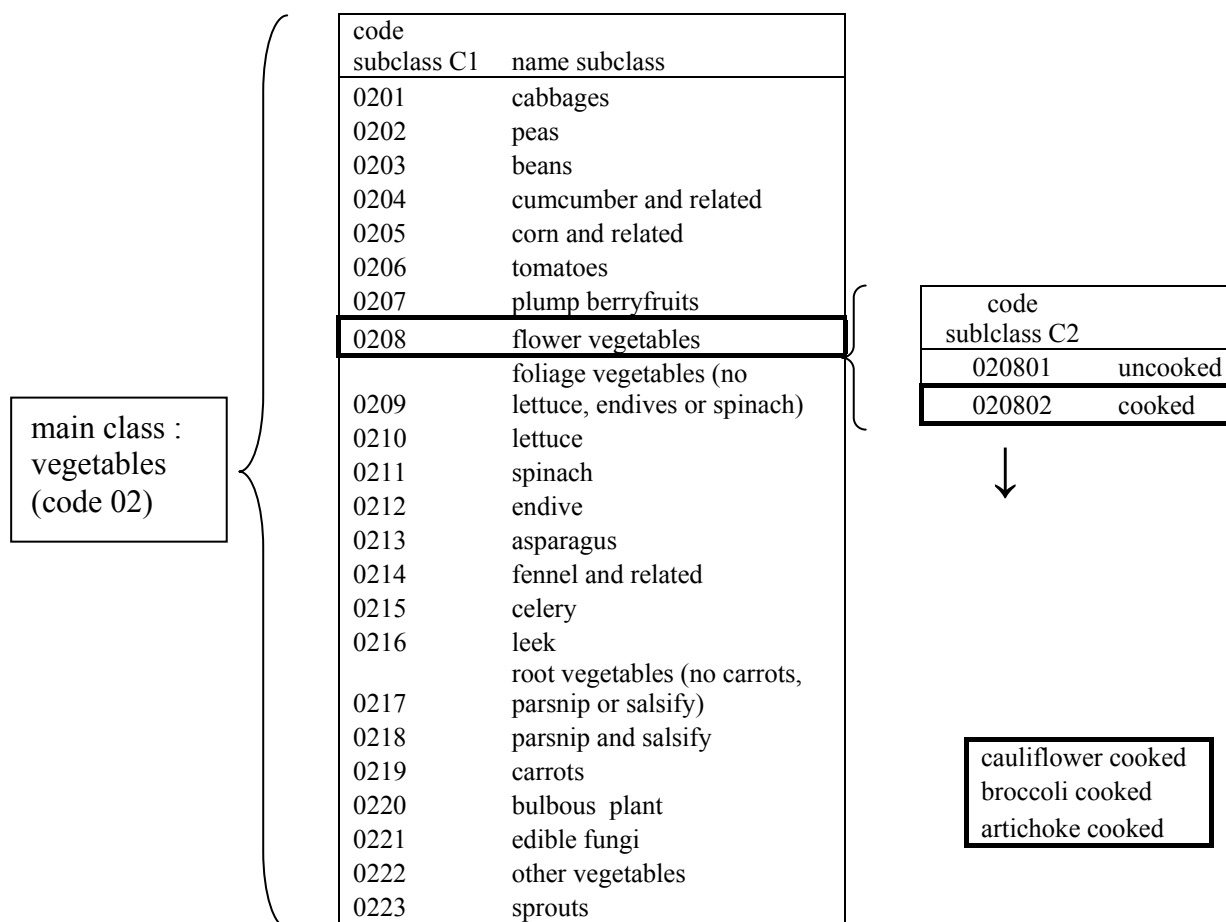 code
subclass C1 name subclass
0201 cabbages
0202 peas
0203 beans
0204 cumcumber and related
0205 corn and related
0206 tomatoes
0207 plump berryfruits
0208 flower vegetables
foliage vegetables (no
0209 lettuce, endives or spinach)
0210 lettuce
0211 spinach
0212 endive
0213 asparagus
0214 fennel and related
0215 celery
0216 leek
root vegetables (no carrots,
0217 parsnip or salsify)
0218 parsnip and salsify
0219 carrots
0220 bulbous plant
0221 edible fungi
0222 other vegetables
0223 sprouts
main class :
vegetables
(code 02)
code
sublclass C2
020801 uncooked
020802 cooked
↓
cauliflower cooked
broccoli cooked
artichoke cooked